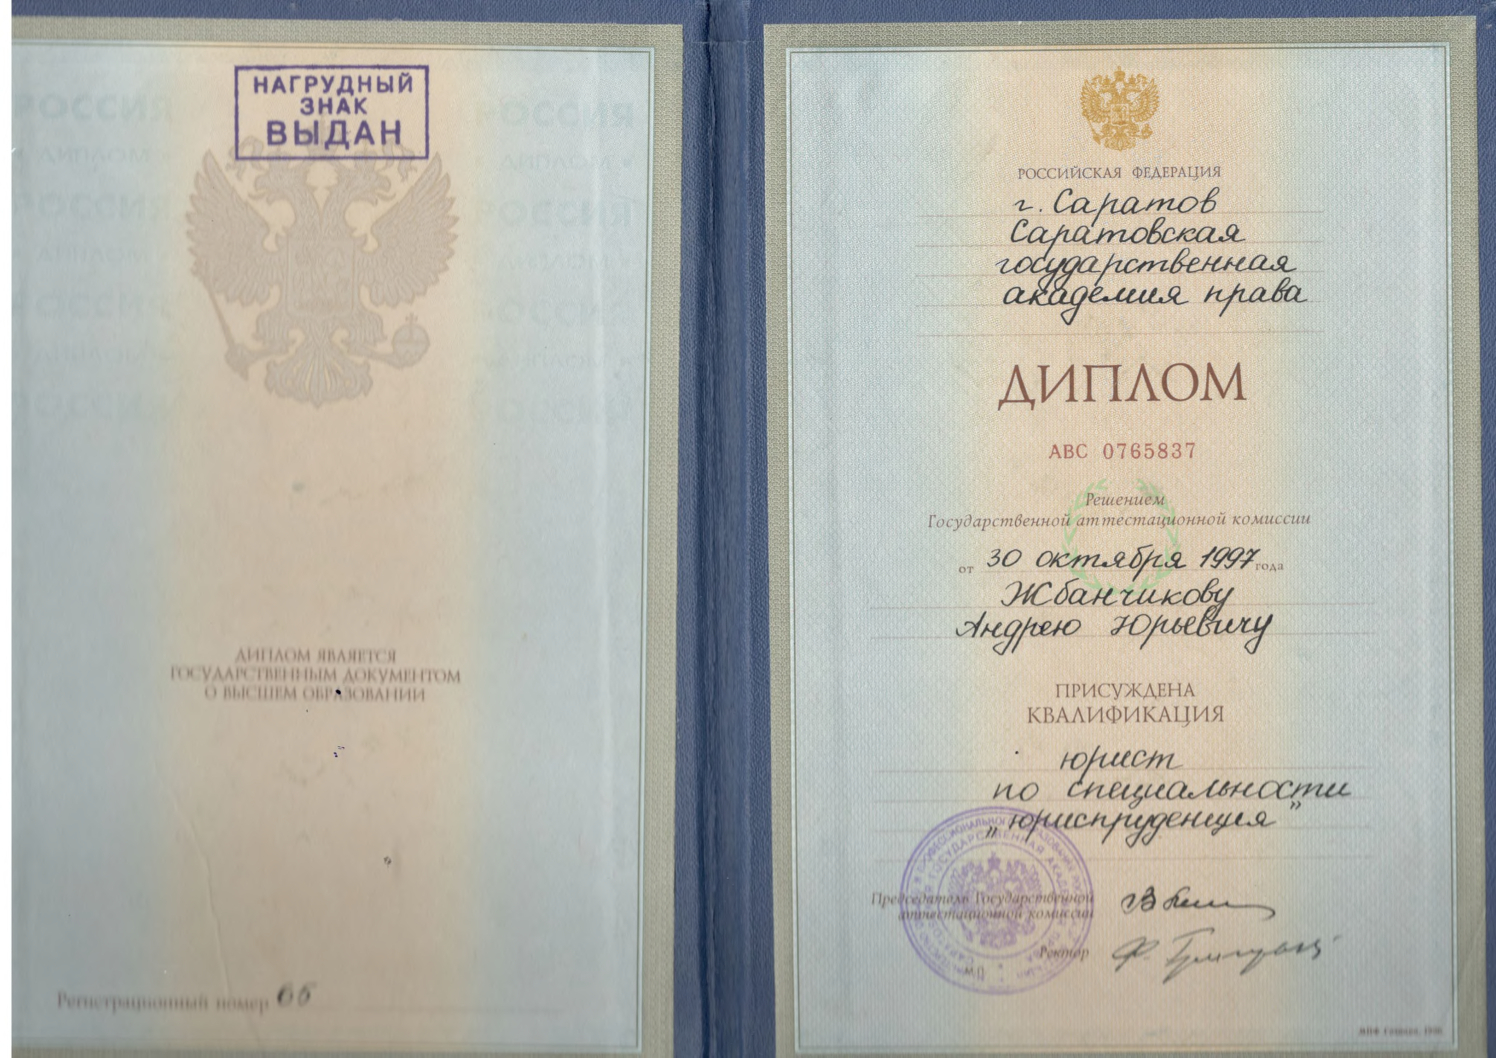 НАГРУДНЫЙ
ЗНАК
ВЫДАН
ДИПЛОМ ЯВЛЯЕТСЯ
ГОСУДАРСТВЕННЫМ ДОКУМЕНТОМ
О ВЫСШЕМ ОБРАЗОВАНИИ
Регистрационный номер 66
РОССИЙСКАЯ ФЕДЕРАЦИЯ
г. Саратов
Саратовская
государственная
академия права
ДИПЛОМ
АВС 0765837
Решением
Государственной аттестационной комиссии
от 30 октября 1997 года
Жбанчикову
Андрею Юрьевичу
ПРИСУЖДЕНА
КВАЛИФИКАЦИЯ
юрист
по специальности
„юриспруденция”
Председатель Государственной
аттестационной комиссии
Ректор
М.П.